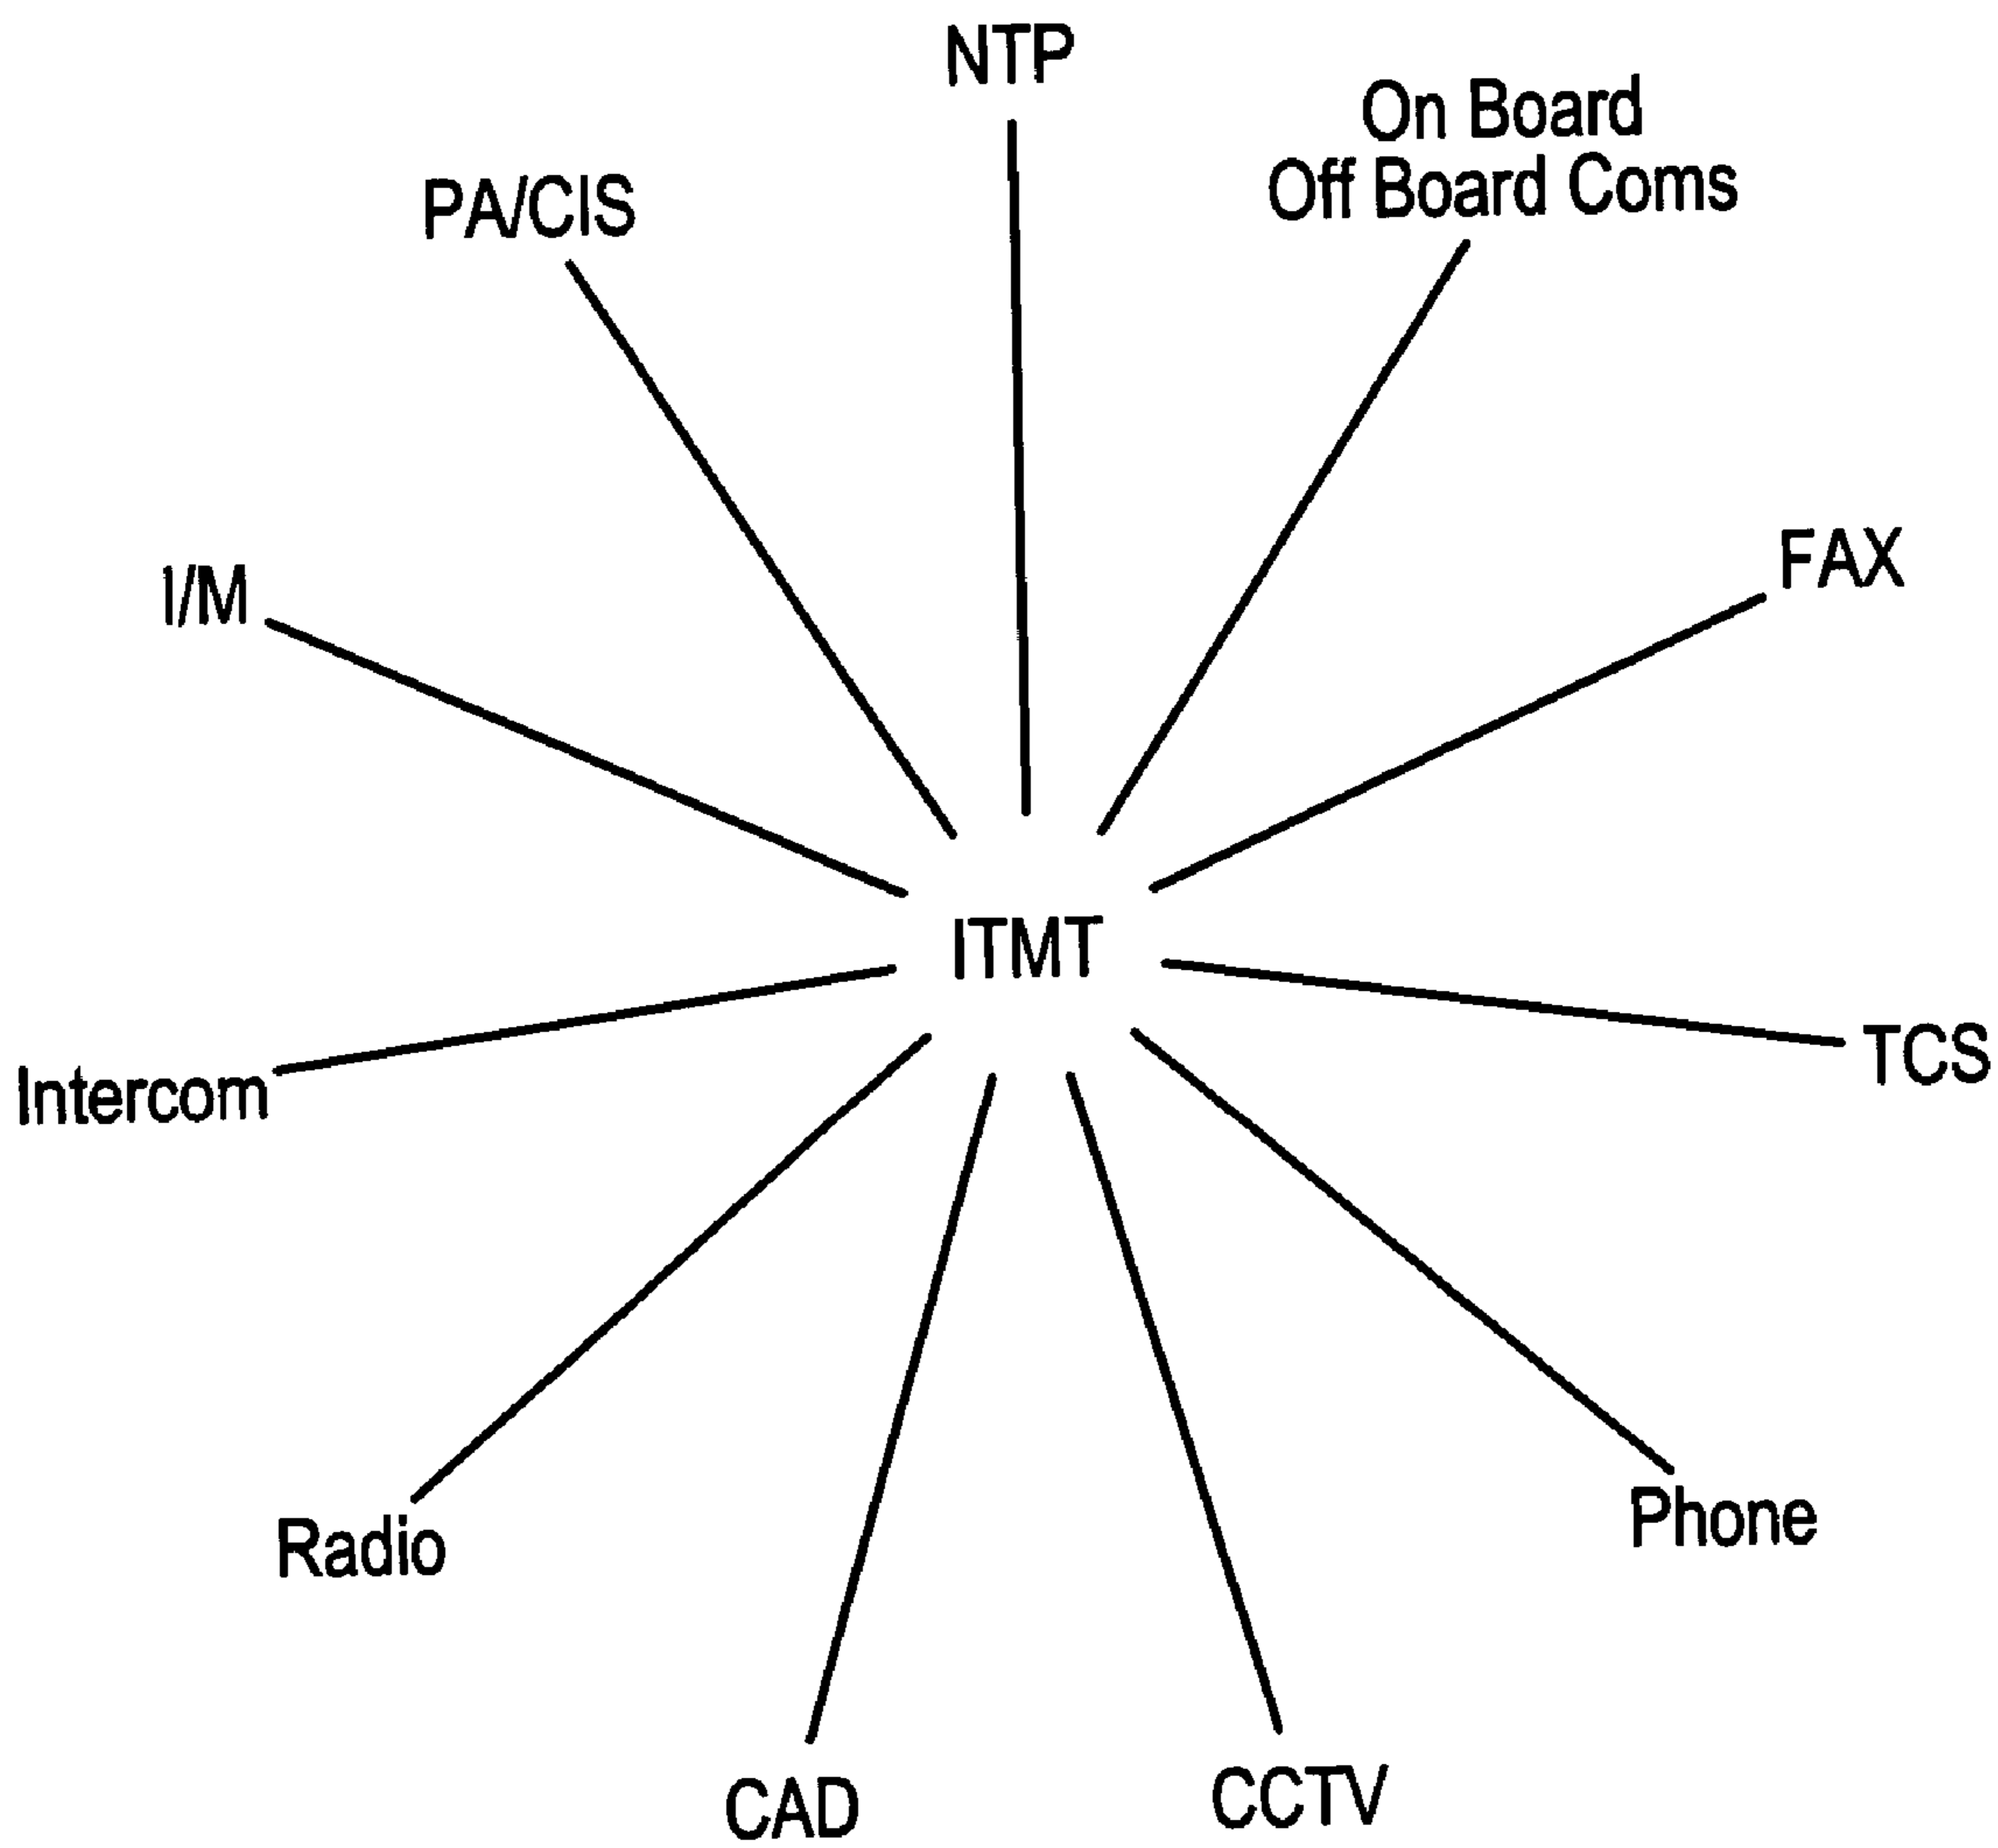 NTP
On Board
Off Board Coms
PA/CIS
FAX
I/M
ITMT
TCS
Intercom
Phone
Radio
CCTV
CAD